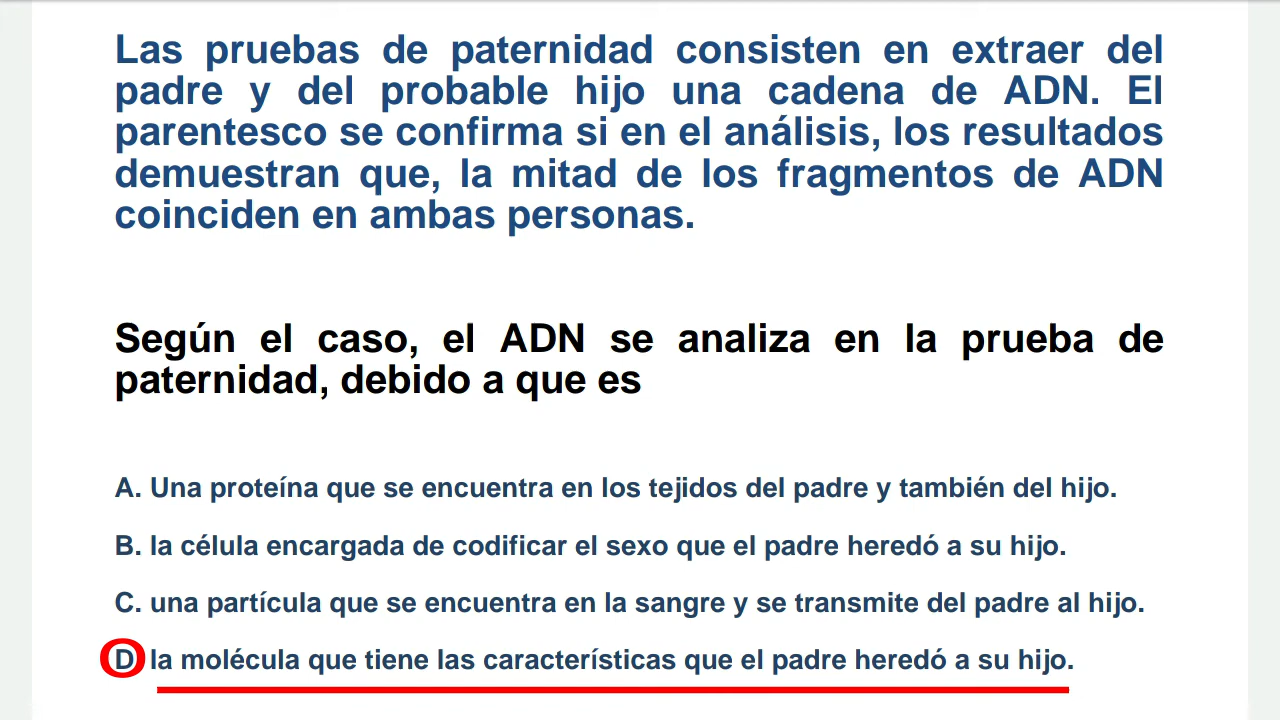 Las pruebas de paternidad consisten en extraer del
padre y del probable hijo una cadena de ADN. El
parentesco se confirma si en el análisis, los resultados
demuestran que, la mitad de los fragmentos de ADN
coinciden en ambas personas.
Según el caso, el ADN se analiza en la prueba de
paternidad, debido a que es
A. Una proteína que se encuentra en los tejidos del padre y también del hijo.
B. la célula encargada de codificar el sexo que el padre heredó a su hijo.
C. una partícula que se encuentra en la sangre y se transmite del padre al hijo.
D. la molécula que tiene las características que el padre heredó a su hijo.